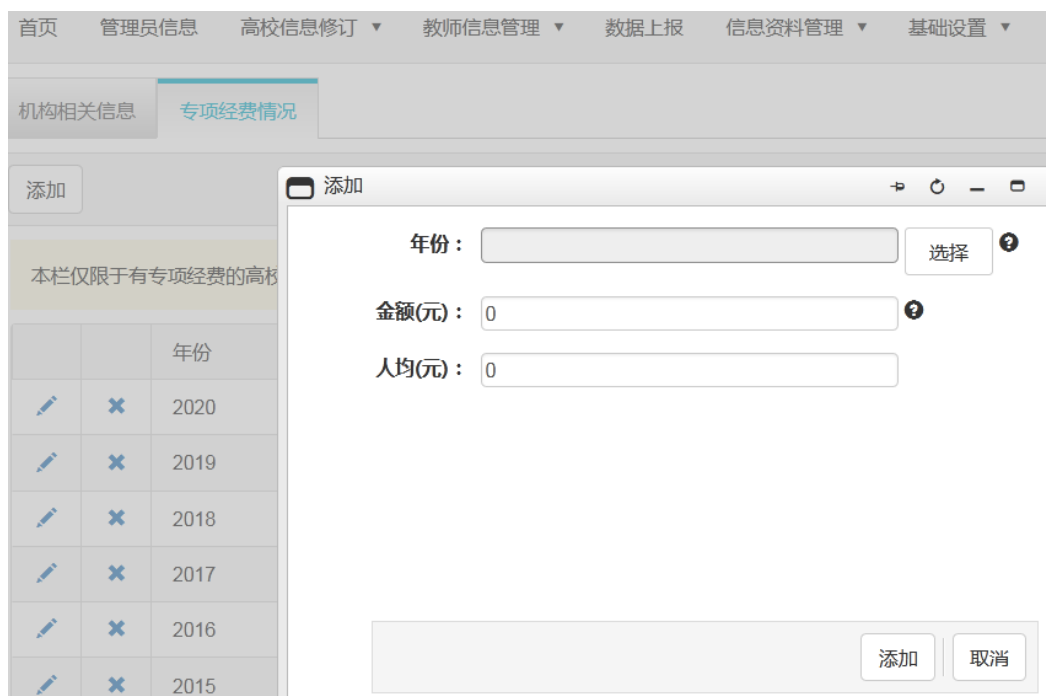 首页 管理员信息 高校信息修订 ▼ 教师信息管理 ▼ 数据上报 信息资料管理 ▼ 基础设置 ▼
机构相关信息 专项经费情况
添加
本栏仅限于有专项经费的高校
年份
2020
2019
2018
2017
2016
2015
添加
年份： 选择
金额(元)： 0
人均(元)： 0
添加 取消